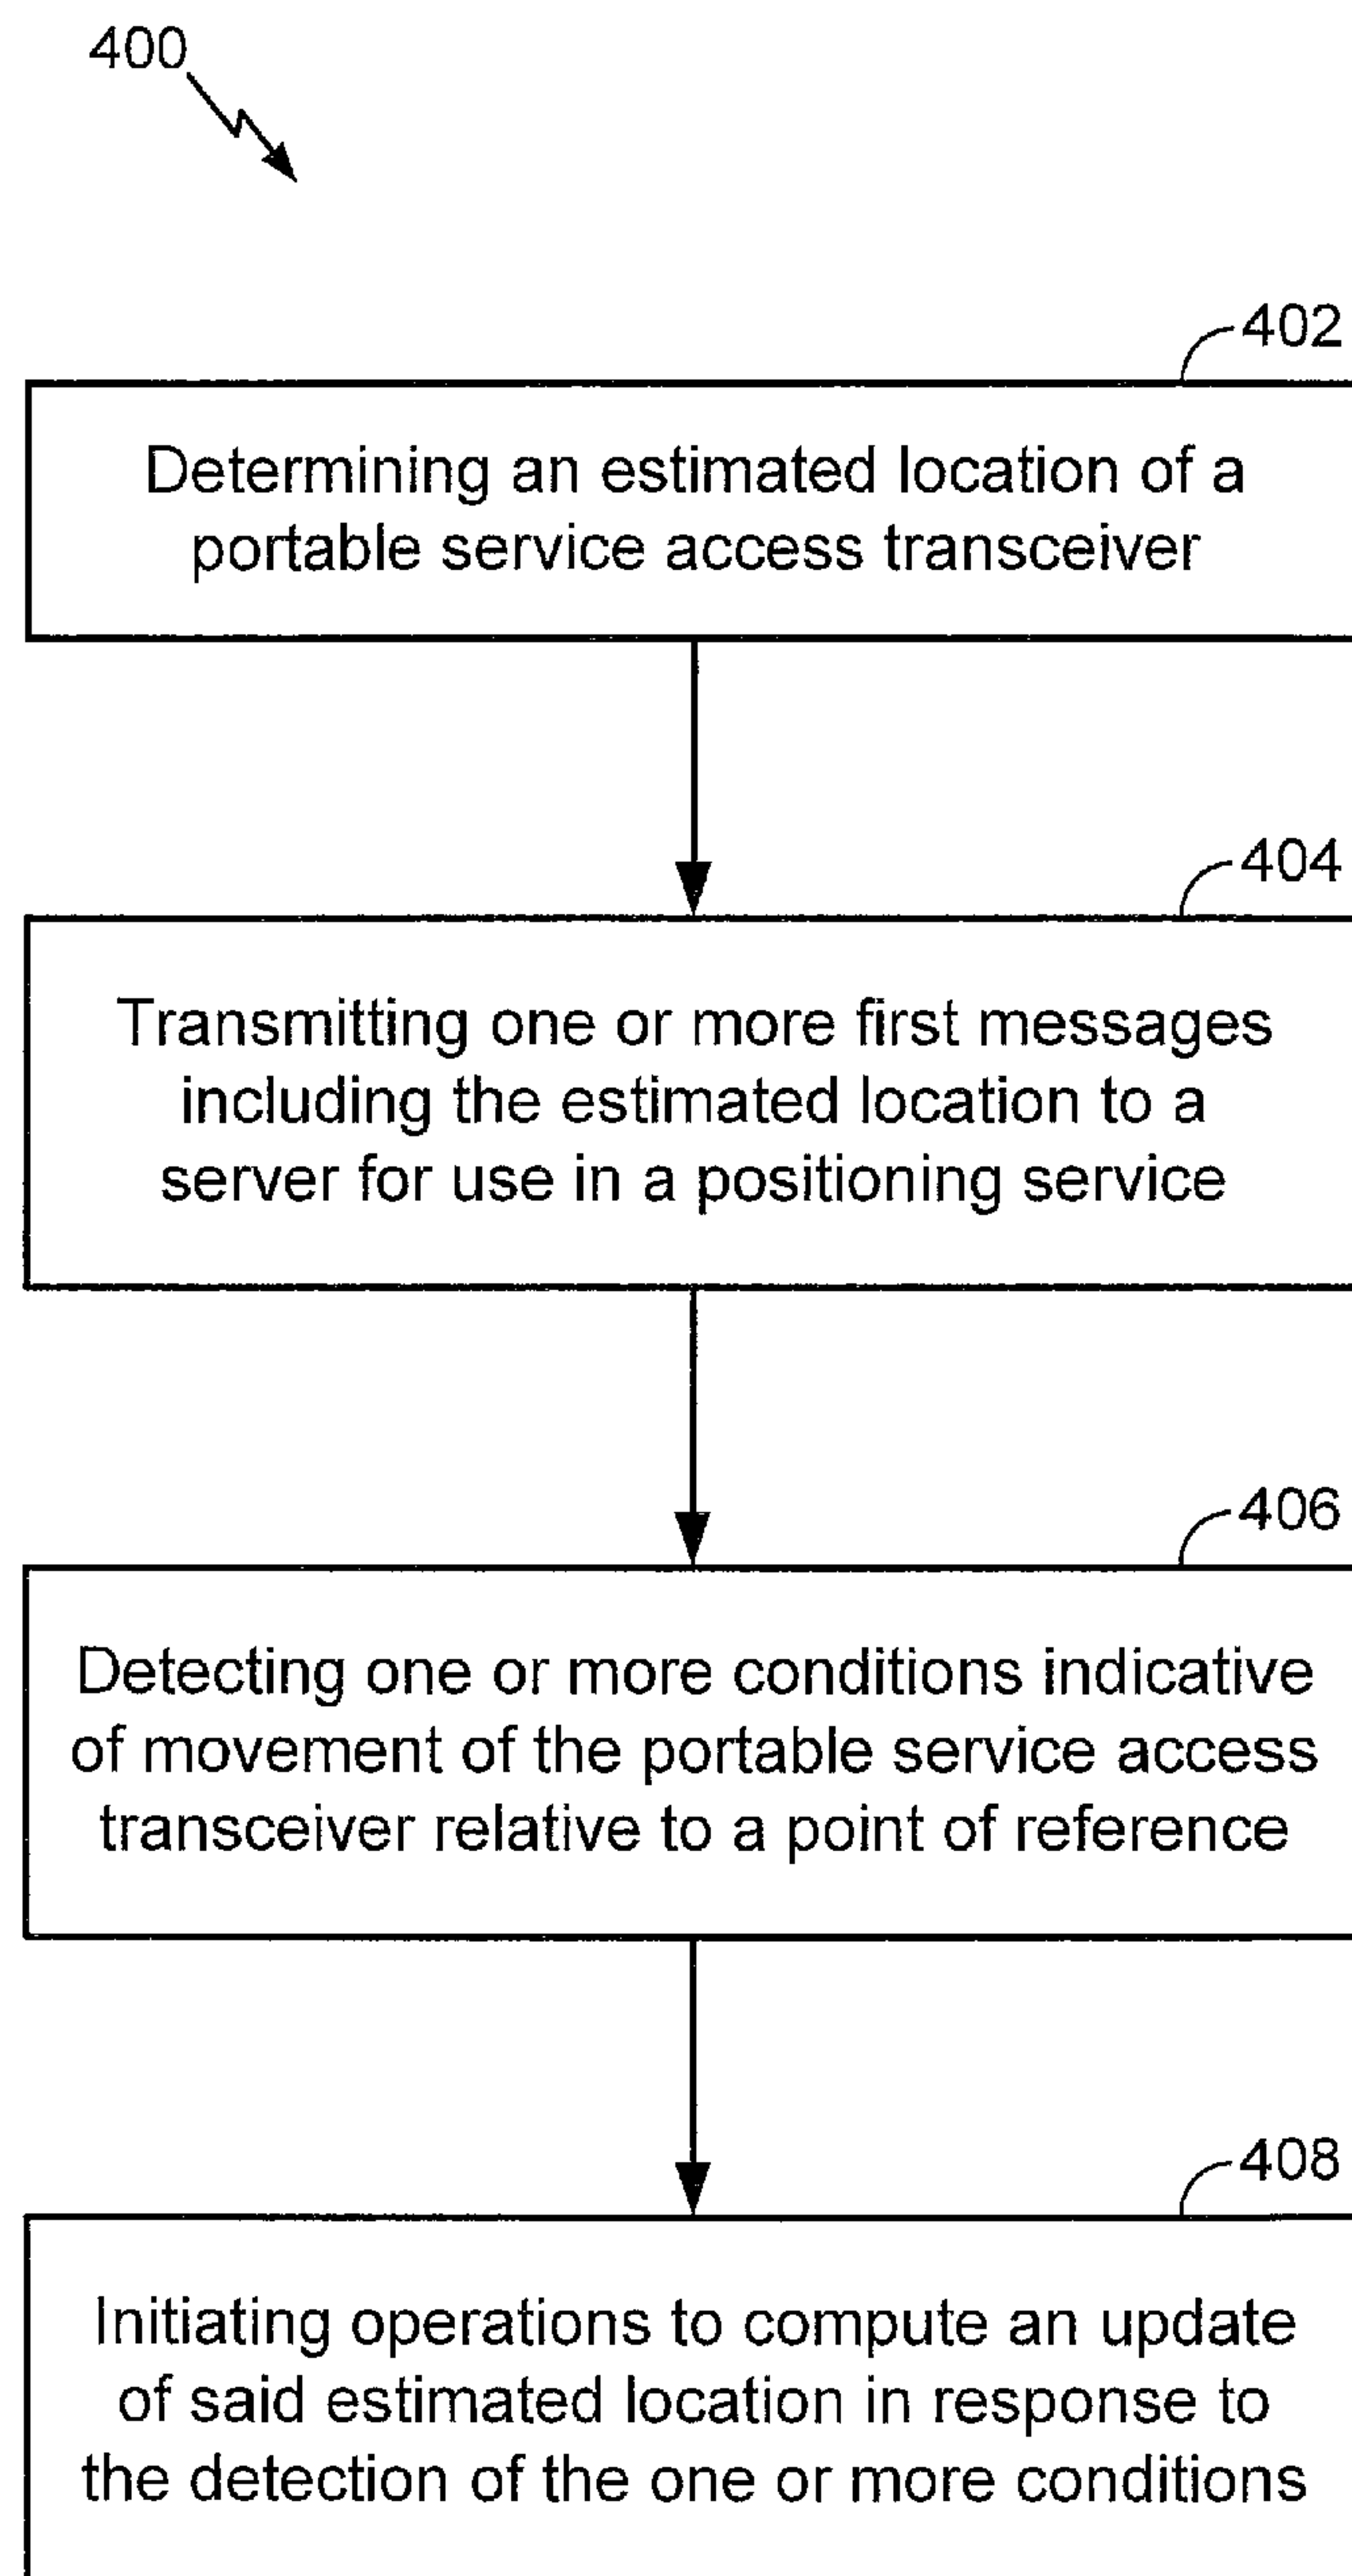 400
402
Determining an estimated location of a
portable service access transceiver
404
Transmitting one or more first messages
including the estimated location to a
server for use in a positioning service
406
Detecting one or more conditions indicative
of movement of the portable service access
transceiver relative to a point of reference
408
Initiating operations to compute an update
of said estimated location in response to
the detection of the one or more conditions